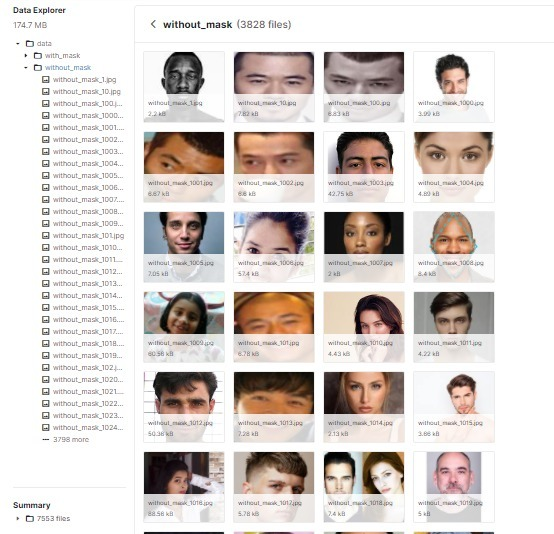 Data Explorer
174.7 MB
data
with_mask
without_mask
without_mask_1.jpg
without_mask_10.jpg
without_mask_100.j...
without_mask_1000...
without_mask_1001....
without_mask_1002...
without_mask_1003...
without_mask_1004...
without_mask_1005...
without_mask_1006...
without_mask_1007...
without_mask_1008...
without_mask_1009...
without_mask_101.jpg
without_mask_1010...
without_mask_1011....
without_mask_1012...
without_mask_1013...
without_mask_1014...
without_mask_1015....
without_mask_1016....
without_mask_1017....
without_mask_1018...
without_mask_1019...
without_mask_102.j...
without_mask_1020...
without_mask_1021....
without_mask_1022...
without_mask_1023...
without_mask_1024...
3798 more
Summary
7553 files
without_mask (3828 files)
without_mask_1.jpg
2.2 kB
without_mask_10.jpg
7.82 kB
without_mask_100.jpg
8.83 kB
without_mask_1000.jpg
3.99 kB
without_mask_1001.jpg
6.67 kB
without_mask_1002.jpg
6.6 kB
without_mask_1003.jpg
42.75 kB
without_mask_1004.jpg
4.89 kB
without_mask_1005.jpg
7.05 kB
without_mask_1006.jpg
57.4 kB
without_mask_1007.jpg
2 kB
without_mask_1008.jpg
8.4 kB
without_mask_1009.jpg
60.56 kB
without_mask_101.jpg
6.78 kB
without_mask_1010.jpg
4.43 kB
without_mask_1011.jpg
4.22 kB
without_mask_1012.jpg
50.36 kB
without_mask_1013.jpg
7.28 kB
without_mask_1014.jpg
2.13 kB
without_mask_1015.jpg
3.66 kB
without_mask_1016.jpg
88.56 kB
without_mask_1017.jpg
5.78 kB
without_mask_1018.jpg
7.4 kB
without_mask_1019.jpg
5 kB